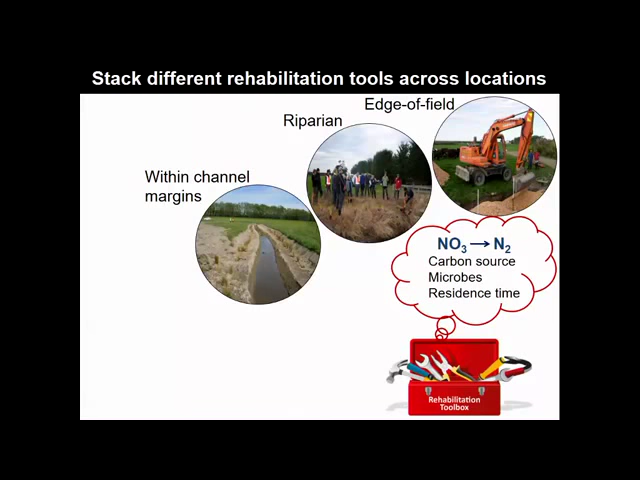 Stack different rehabilitation tools across locations
Edge-of-field
Riparian
Within channel
margins
NO₃→N₂
Carbon source
Microbes
Residence time
Rehabilitation
Toolbox